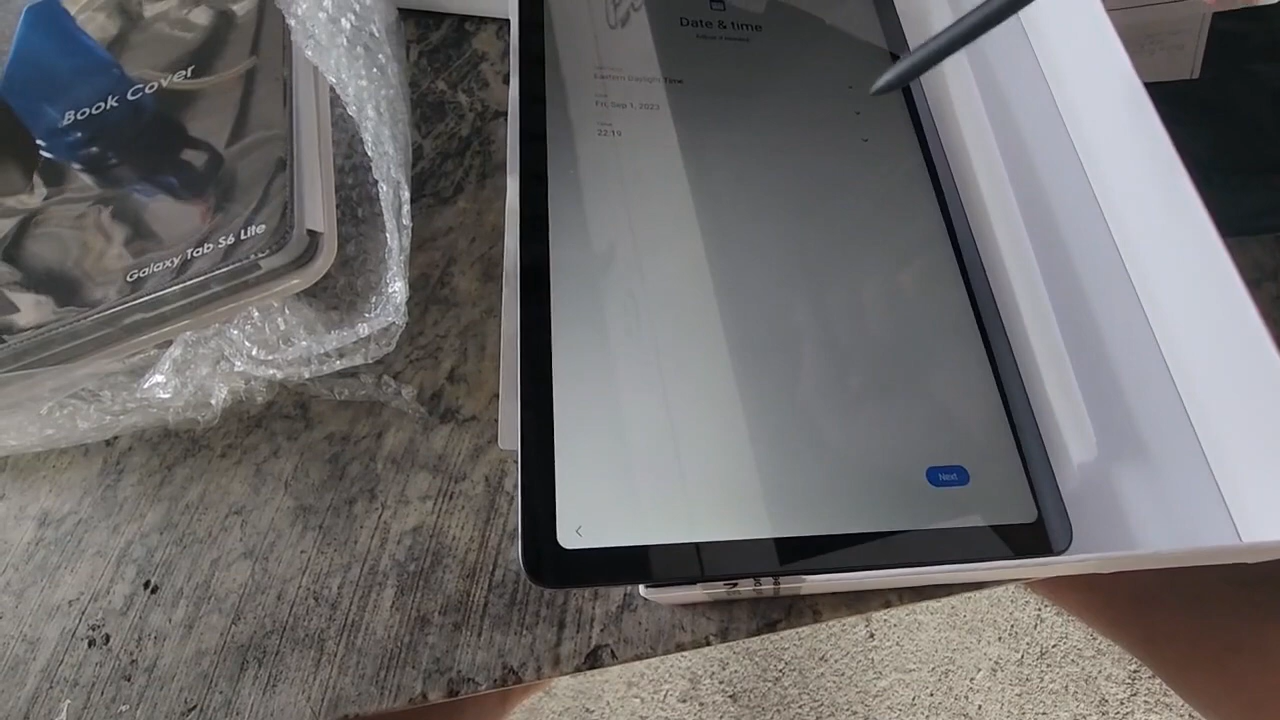 Book Cover
Galaxy Tab S6 Lite
Date & time
Eastern Daylight Time
Fri, Sep 1, 2023
22:19
Next